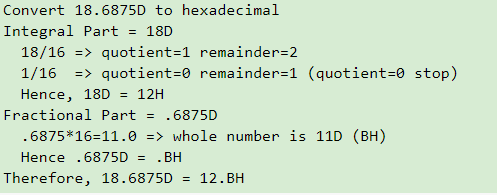 Convert 18.6875D to hexadecimal
Integral Part = 18D
  18/16 => quotient=1 remainder=2
  1/16  => quotient=0 remainder=1 (quotient=0 stop)
  Hence, 18D = 12H
Fractional Part = .6875D
  .6875*16=11.0 => whole number is 11D (BH)
  Hence .6875D = .BH
Therefore, 18.6875D = 12.BH